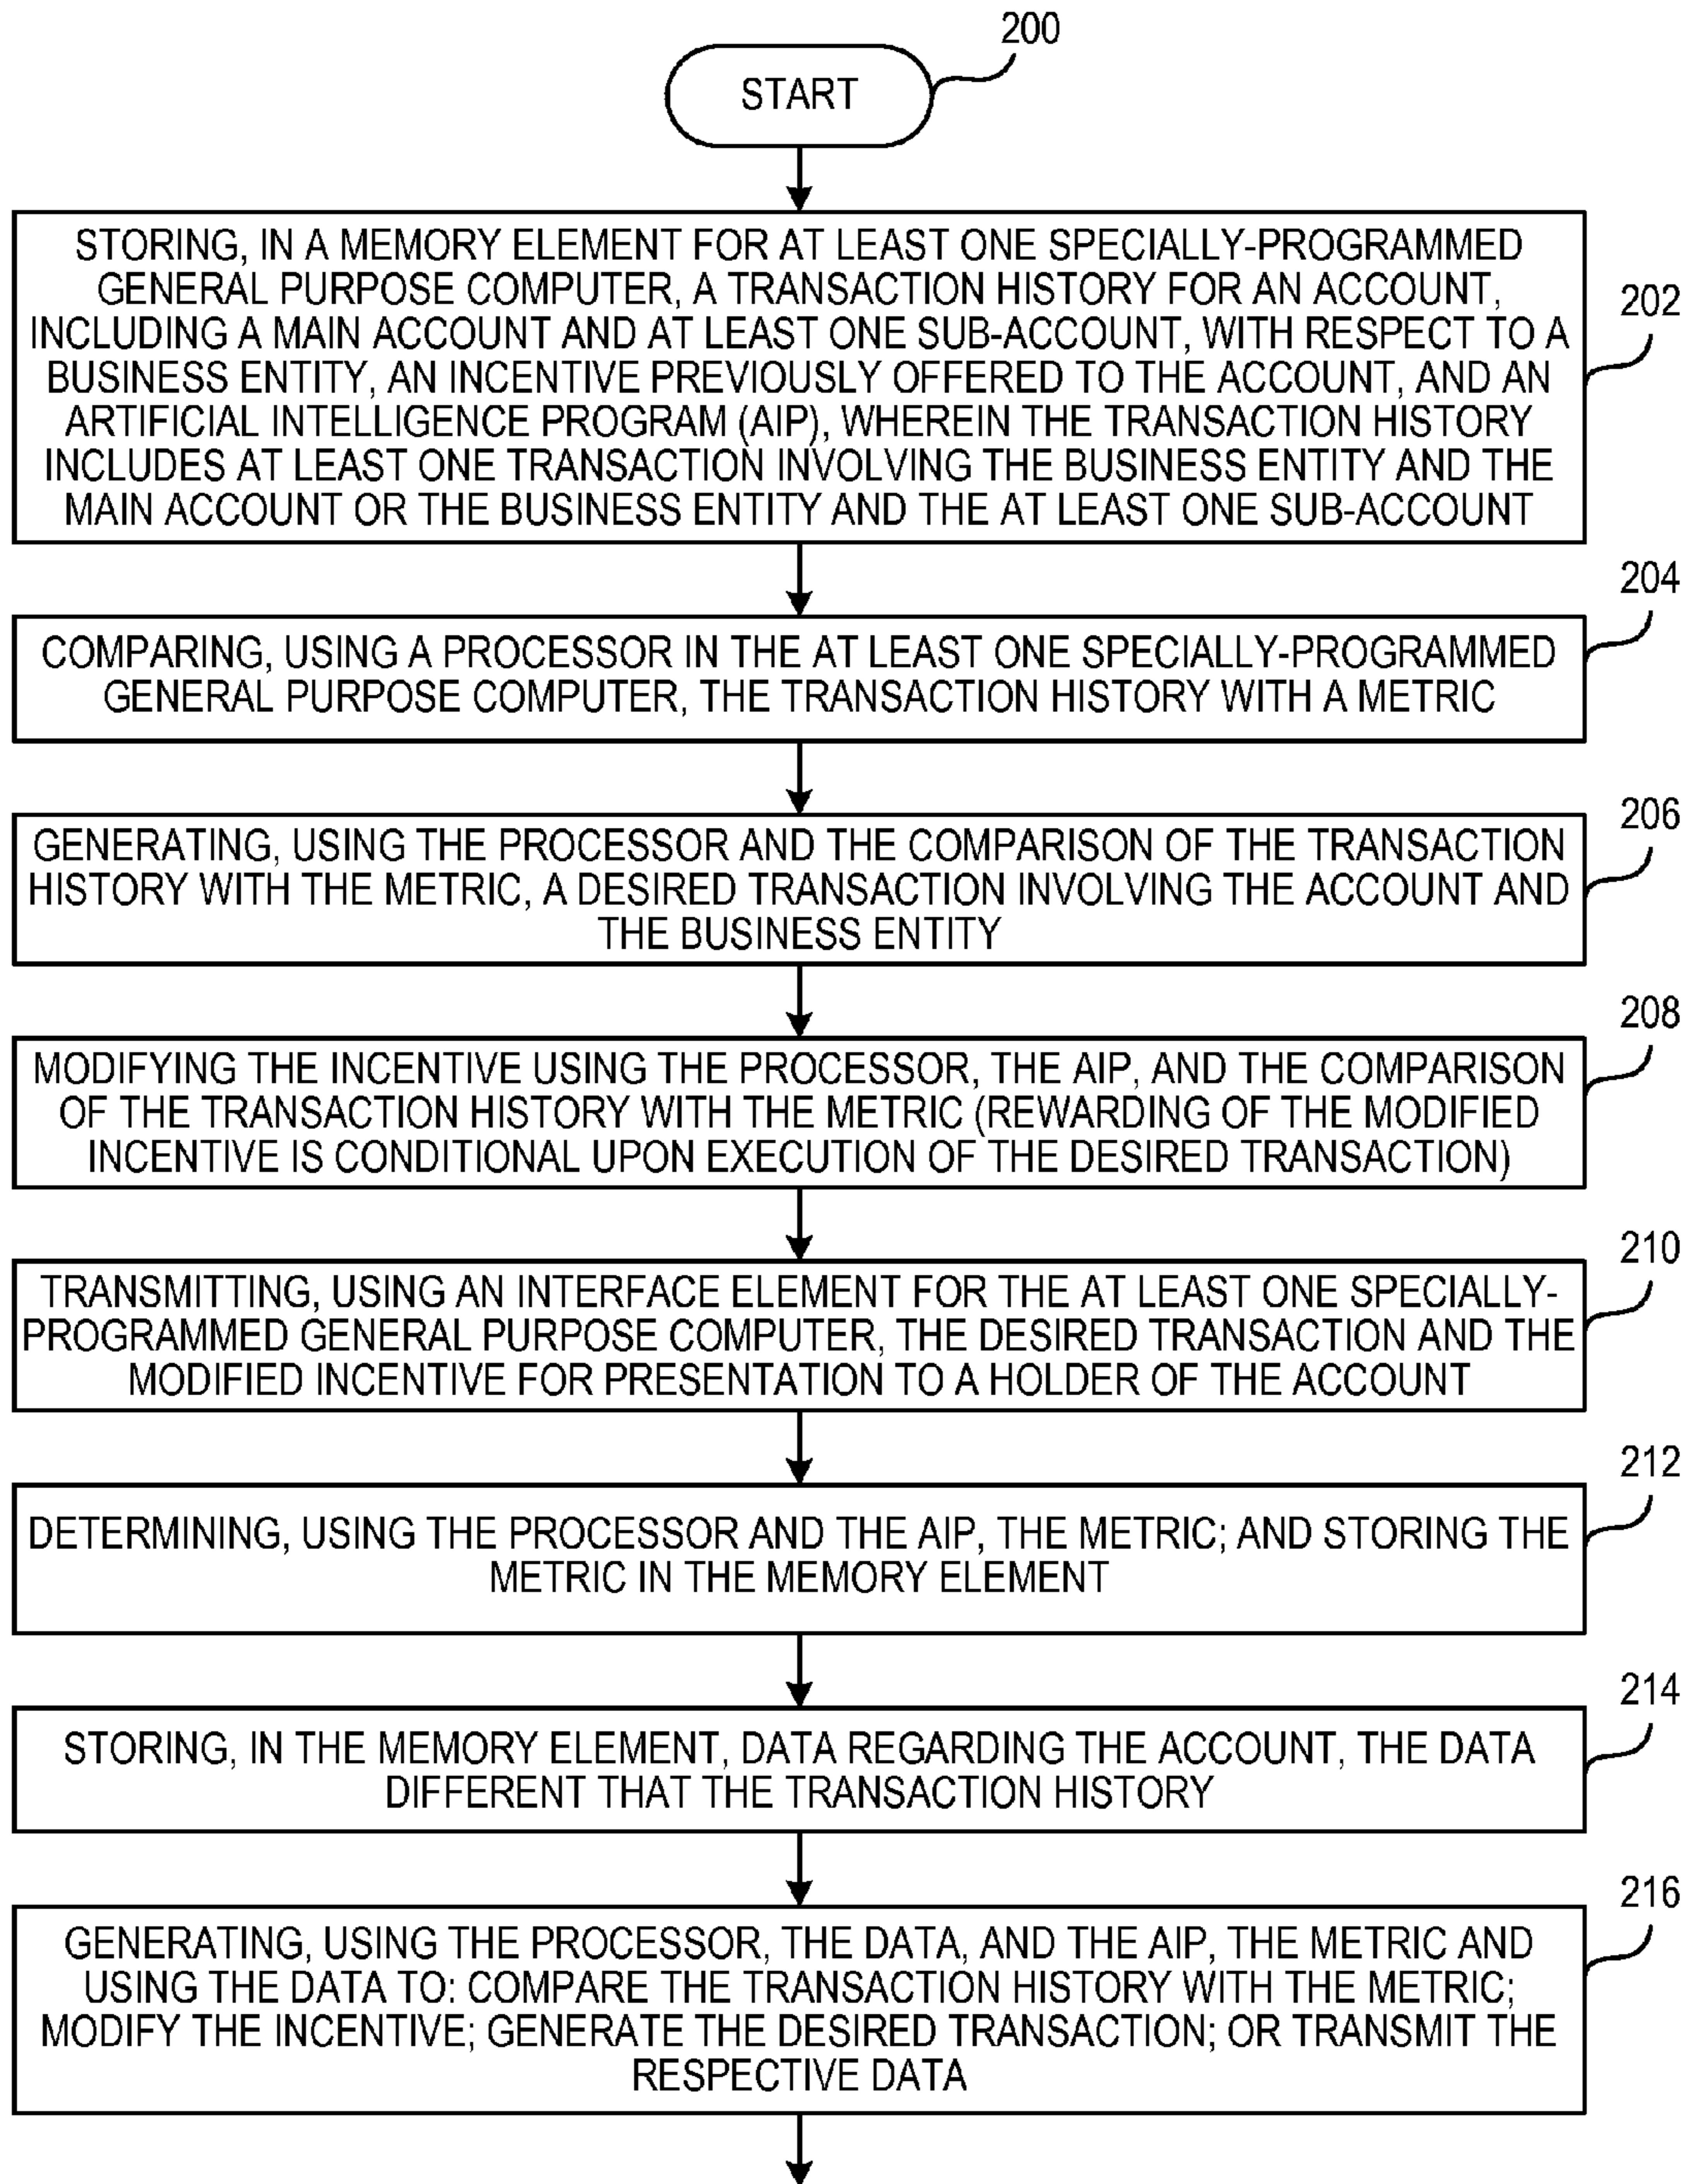 200
START
STORING, IN A MEMORY ELEMENT FOR AT LEAST ONE SPECIALLY-PROGRAMMED
GENERAL PURPOSE COMPUTER, A TRANSACTION HISTORY FOR AN ACCOUNT,
INCLUDING A MAIN ACCOUNT AND AT LEAST ONE SUB-ACCOUNT, WITH RESPECT TO A
BUSINESS ENTITY, AN INCENTIVE PREVIOUSLY OFFERED TO THE ACCOUNT, AND AN
ARTIFICIAL INTELLIGENCE PROGRAM (AIP), WHEREIN THE TRANSACTION HISTORY
INCLUDES AT LEAST ONE TRANSACTION INVOLVING THE BUSINESS ENTITY AND THE
MAIN ACCOUNT OR THE BUSINESS ENTITY AND THE AT LEAST ONE SUB-ACCOUNT
202
204
COMPARING, USING A PROCESSOR IN THE AT LEAST ONE SPECIALLY-PROGRAMMED
GENERAL PURPOSE COMPUTER, THE TRANSACTION HISTORY WITH A METRIC
206
GENERATING, USING THE PROCESSOR AND THE COMPARISON OF THE TRANSACTION
HISTORY WITH THE METRIC, A DESIRED TRANSACTION INVOLVING THE ACCOUNT AND
THE BUSINESS ENTITY
208
MODIFYING THE INCENTIVE USING THE PROCESSOR, THE AIP, AND THE COMPARISON
OF THE TRANSACTION HISTORY WITH THE METRIC (REWARDING OF THE MODIFIED
INCENTIVE IS CONDITIONAL UPON EXECUTION OF THE DESIRED TRANSACTION)
210
TRANSMITTING, USING AN INTERFACE ELEMENT FOR THE AT LEAST ONE SPECIALLY-
PROGRAMMED GENERAL PURPOSE COMPUTER, THE DESIRED TRANSACTION AND THE
MODIFIED INCENTIVE FOR PRESENTATION TO A HOLDER OF THE ACCOUNT
212
DETERMINING, USING THE PROCESSOR AND THE AIP, THE METRIC; AND STORING THE
METRIC IN THE MEMORY ELEMENT
214
STORING, IN THE MEMORY ELEMENT, DATA REGARDING THE ACCOUNT, THE DATA
DIFFERENT THAT THE TRANSACTION HISTORY
216
GENERATING, USING THE PROCESSOR, THE DATA, AND THE AIP, THE METRIC AND
USING THE DATA TO: COMPARE THE TRANSACTION HISTORY WITH THE METRIC;
MODIFY THE INCENTIVE; GENERATE THE DESIRED TRANSACTION; OR TRANSMIT THE
RESPECTIVE DATA